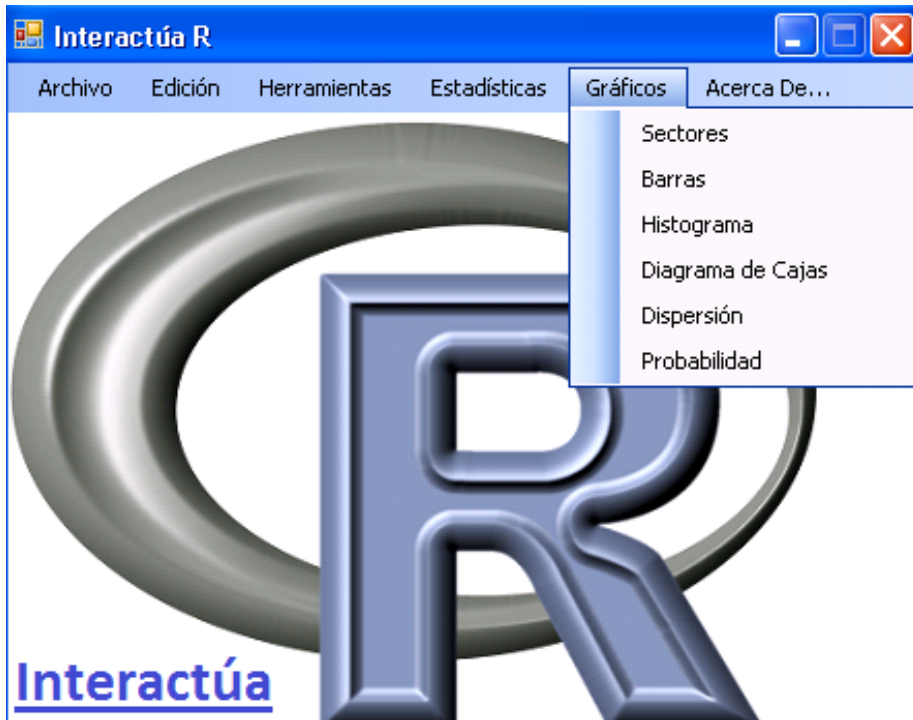 Interactúa R
Archivo Edición Herramientas Estadísticas Gráficos Acerca De...
Sectores
Barras
Histograma
Diagrama de Cajas
Dispersión
Probabilidad
R
Interactúa